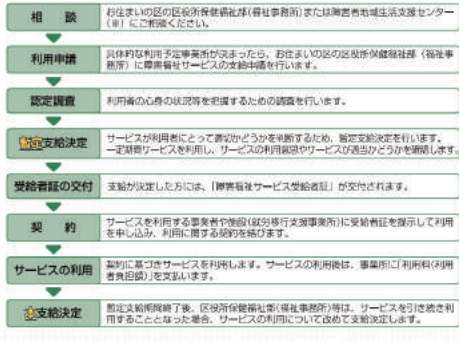 相　談
お住まいの区の区役所保健福祉部(福祉事務所)または障害者地域生活支援センター
(※)にご相談ください。
利用申請
具体的な利用予定事業所が決まったら、お住まいの区の区役所保健福祉部（福祉事
務所）に障害福祉サービスの支給申請を行います。
認定調査
利用者の心身の状況等を把握するための調査を行います。
暫定支給決定
サービスが利用者にとって適切かどうかを判断するため、暫定支給決定を行います。
一定期間サービスを利用し、サービスの利用意思やサービスが適当かどうかを確認します。
受給者証の交付
支給が決定した方には、「障害福祉サービス受給者証」が交付されます。
契　約
サービスを利用する事業者や施設(就労移行支援事業所)に受給者証を提示して利用
を申し込み、利用に関する契約を結びます。
サービスの利用
契約に基づきサービスを利用します。サービスの利用後は、事業所に「利用料(利用
者負担額)」を支払います。
支給決定
暫定支給期間終了後、区役所保健福祉部(福祉事務所)等は、サービスを引き続き利
用することとなった場合、サービスの利用について改めて支給決定します。